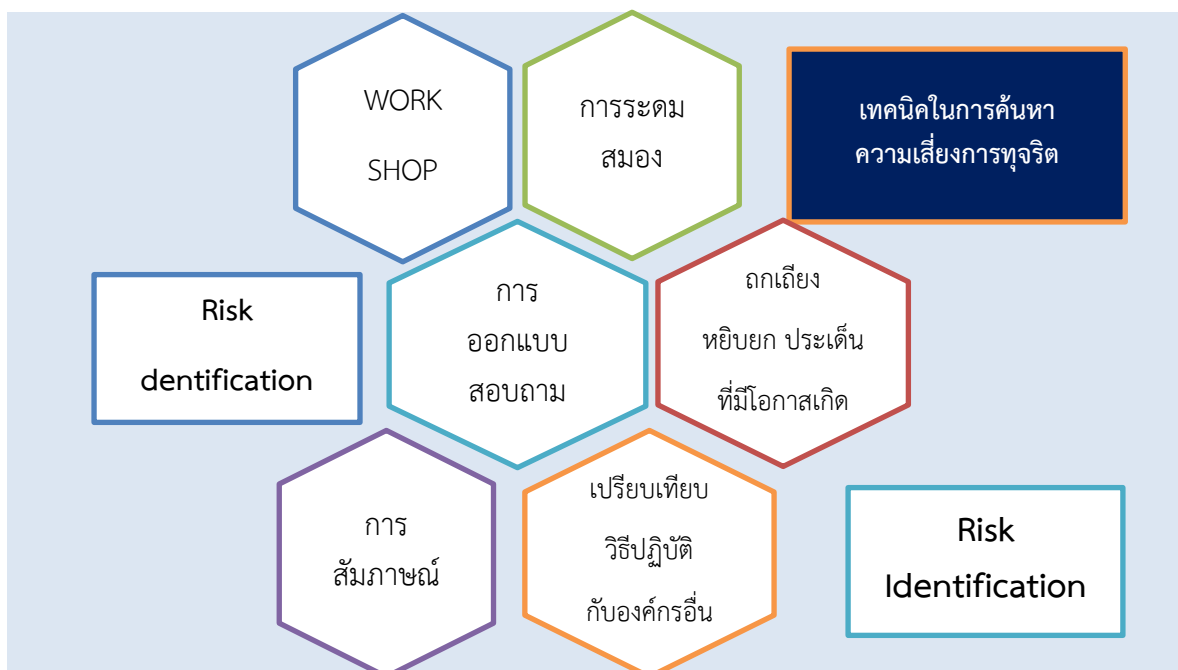 WORK
SHOP
การระดม
สมอง
เทคนิคในการค้นหา
ความเสี่ยงการทุจริต
Risk
dentification
การ
ออกแบบ
สอบถาม
ถกเถียง
หยิบยก ประเด็น
ที่มีโอกาสเกิด
การ
สัมภาษณ์
เปรียบเทียบ
วิธีปฏิบัติ
กับองค์กรอื่น
Risk
Identification